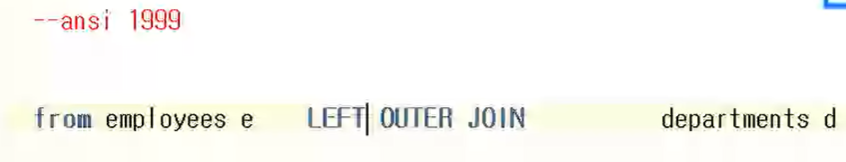 --ansi 1999
from employees e LEFT OUTER JOIN departments d